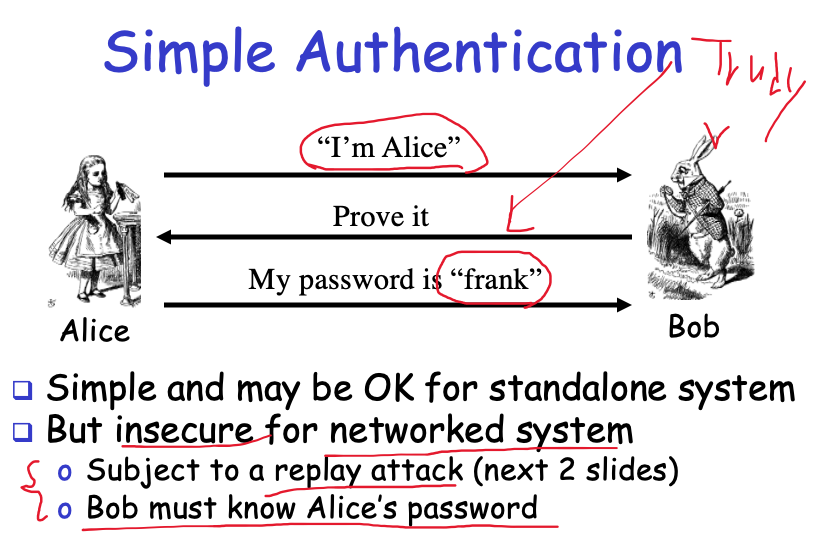 Simple Authentication
Trudy
“I’m Alice”
Prove it
My password is “frank”
Alice
Bob
❑ Simple and may be OK for standalone system
❑ But insecure for networked system
o Subject to a replay attack (next 2 slides)
o Bob must know Alice’s password